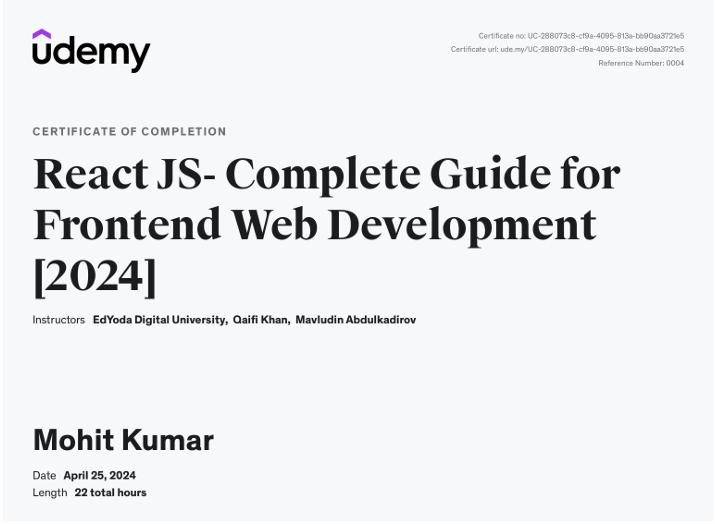 udemy
Certificate no: UC-288073c8-cf9a-4095-813a-bb90aa3721e5
Certificate url: ude.my/UC-288073c8-cf9a-4095-813a-bb90aa3721e5
Reference Number: 0004
CERTIFICATE OF COMPLETION
React JS- Complete Guide for
Frontend Web Development
[2024]
Instructors EdYoda Digital University, Qaifi Khan, Mavludin Abdulkadirov
Mohit Kumar
Date April 25, 2024
Length 22 total hours